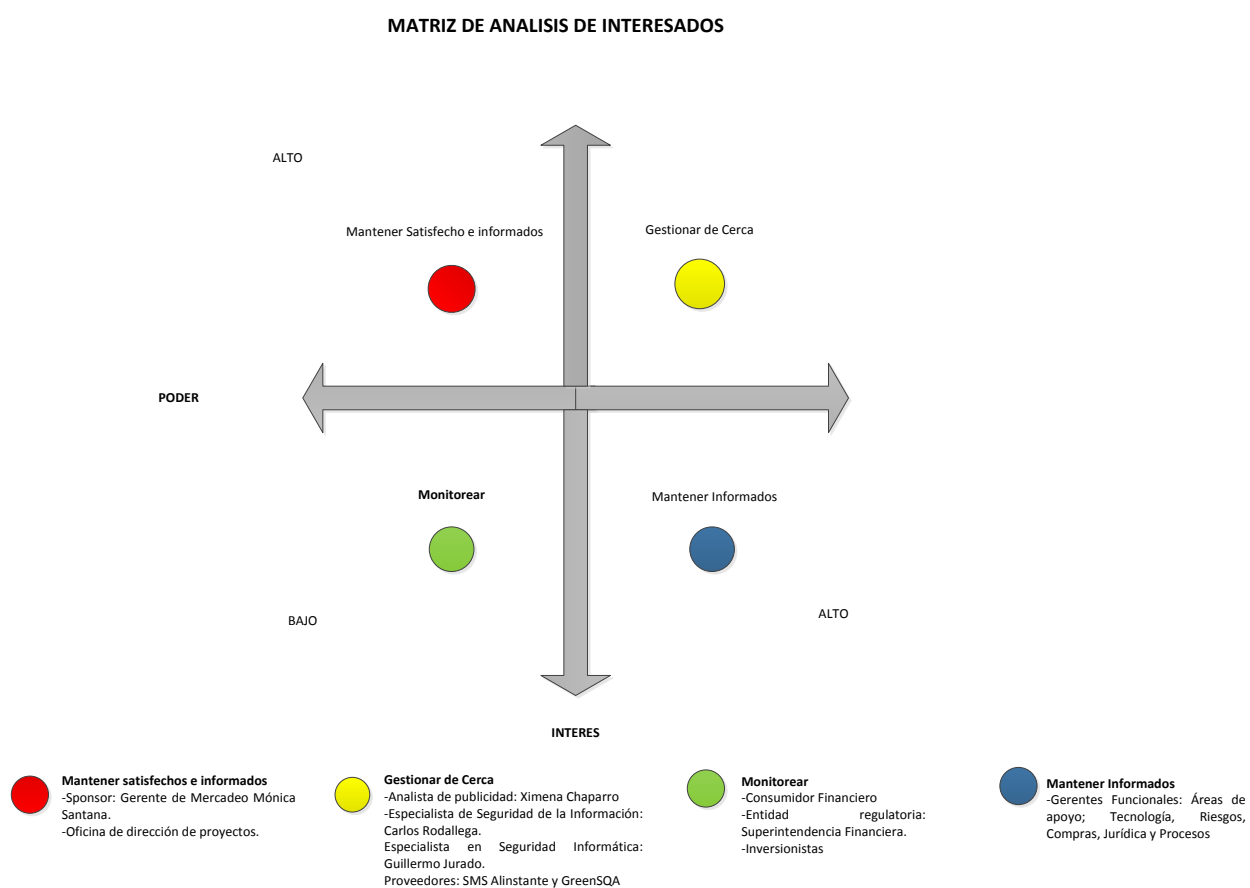 MATRIZ DE ANALISIS DE INTERESADOS
ALTO
Mantener Satisfecho e informados
Gestionar de Cerca
PODER
Monitorear
Mantener Informados
BAJO
ALTO
INTERES
Mantener satisfechos e informados
-Sponsor: Gerente de Mercadeo Mónica
Santana.
-Oficina de dirección de proyectos.
Gestionar de Cerca
-Analista de publicidad: Ximena Chaparro
-Especialista de Seguridad de la Información:
Carlos Rodallega.
Especialista en Seguridad Informática:
Guillermo Jurado.
Proveedores: SMS Alinstante y GreenSQA
Monitorear
-Consumidor Financiero
-Entidad regulatoria:
Superintendencia Financiera.
-Inversionistas
Mantener Informados
-Gerentes Funcionales: Áreas de
apoyo; Tecnología, Riesgos,
Compras, Jurídica y Procesos